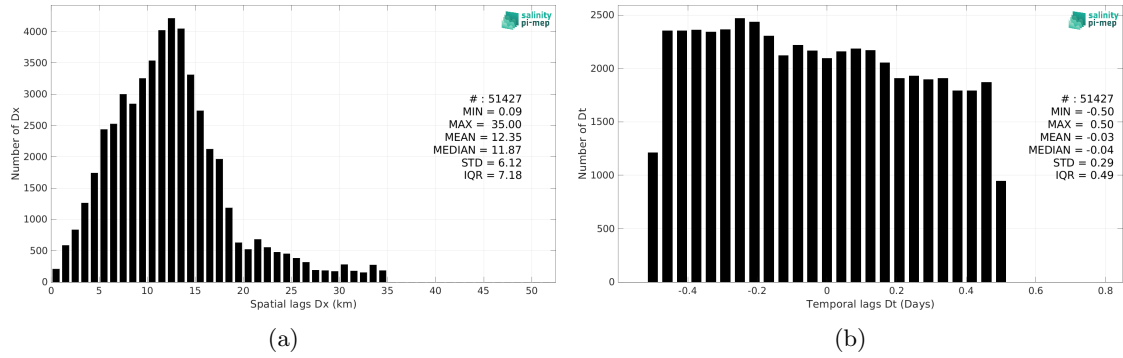 salinity
pi-mep
4000
3500
3000
2500
2000
1500
1000
500
0
Number of Dx
# : 51427
MIN = 0.09
MAX = 35.00
MEAN = 12.35
MEDIAN = 11.87
STD = 6.12
IQR = 7.18
0 5 10 15 20 25 30 35 40 45 50
Spatial lags Dx (km)
(a)
salinity
pi-mep
2500
2000
1500
1000
500
0
Number of Dt
# : 51427
MIN = -0.50
MAX = 0.50
MEAN = -0.03
MEDIAN = -0.04
STD = 0.29
IQR = 0.49
-0.4 -0.2 0 0.2 0.4 0.6 0.8
Temporal lags Dt (Days)
(b)